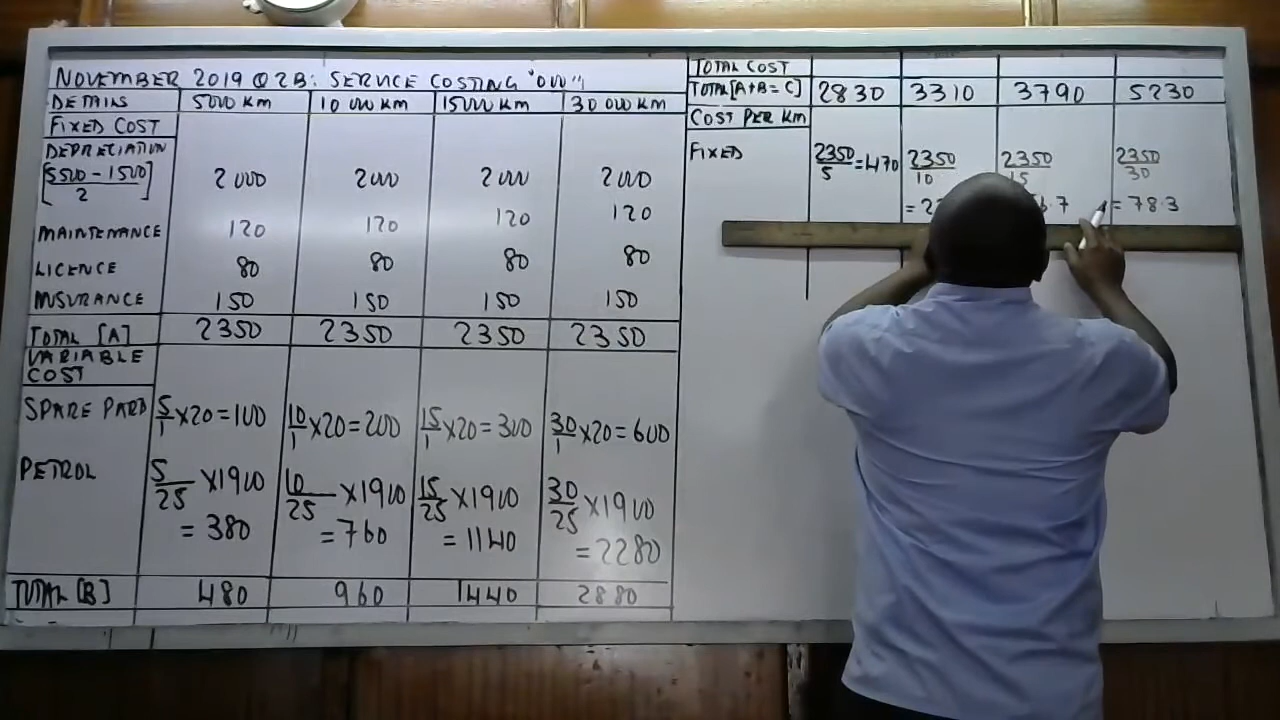 NOVEMBER 2019 Q2B: SERVICE COSTING "000"
DETAILS 5000 KM 10 000 KM 15000 KM 30 000 KM
FIXED COST
DEPRECIATION
[5500 - 1500 / 2] 2000 2000 2000 2000
MAINTENANCE 120 120 120 120
LICENCE 80 80 80 80
INSURANCE 150 150 150 150
TOTAL [A] 2350 2350 2350 2350
VARIABLE
COST
SPARE PARTS 5/1 X20=100 10/1 X20=200 15/1 X20=300 30/1 X20=600
PETROL 5/25 X1900 10/25 X1900 15/25 X1900 30/25 X1900
= 380 = 760 = 1140 = 2280
TOTAL [B] 480 960 1440 2880
TOTAL COST
TOTAL[A+B=C] 2830 3310 3790 5230
COST PER KM
FIXED 2350/5 =470 2350/10 2350/15 2350/30
= 78.3